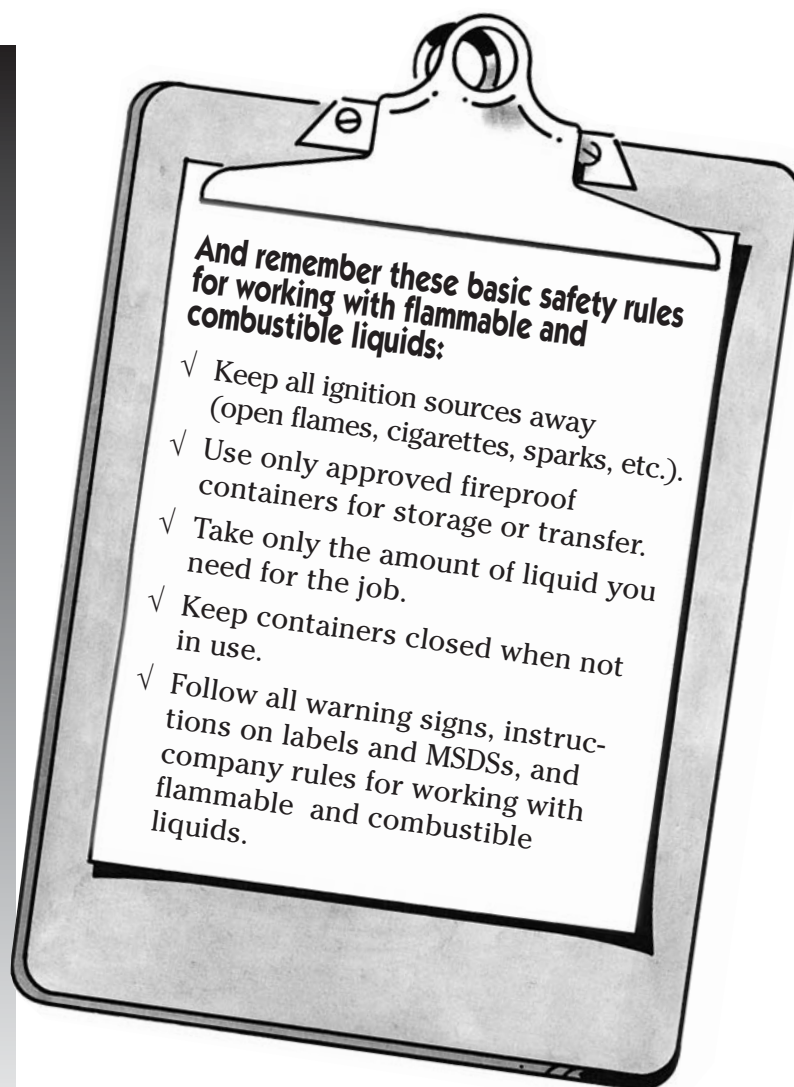 And remember these basic safety rules
for working with flammable and
combustible liquids:
√ Keep all ignition sources away
(open flames, cigarettes, sparks, etc.).
√ Use only approved fireproof
containers for storage or transfer.
√ Take only the amount of liquid you
need for the job.
√ Keep containers closed when not
in use.
√ Follow all warning signs, instruc-
tions on labels and MSDSs, and
company rules for working with
flammable and combustible
liquids.